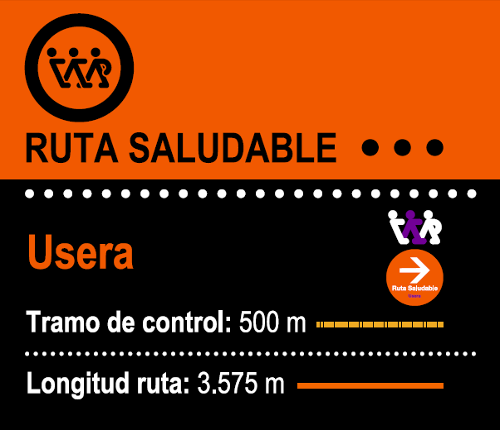 RUTA SALUDABLE
Usera
Ruta Saludable
Usera
Tramo de control: 500 m
Longitud ruta: 3.575 m